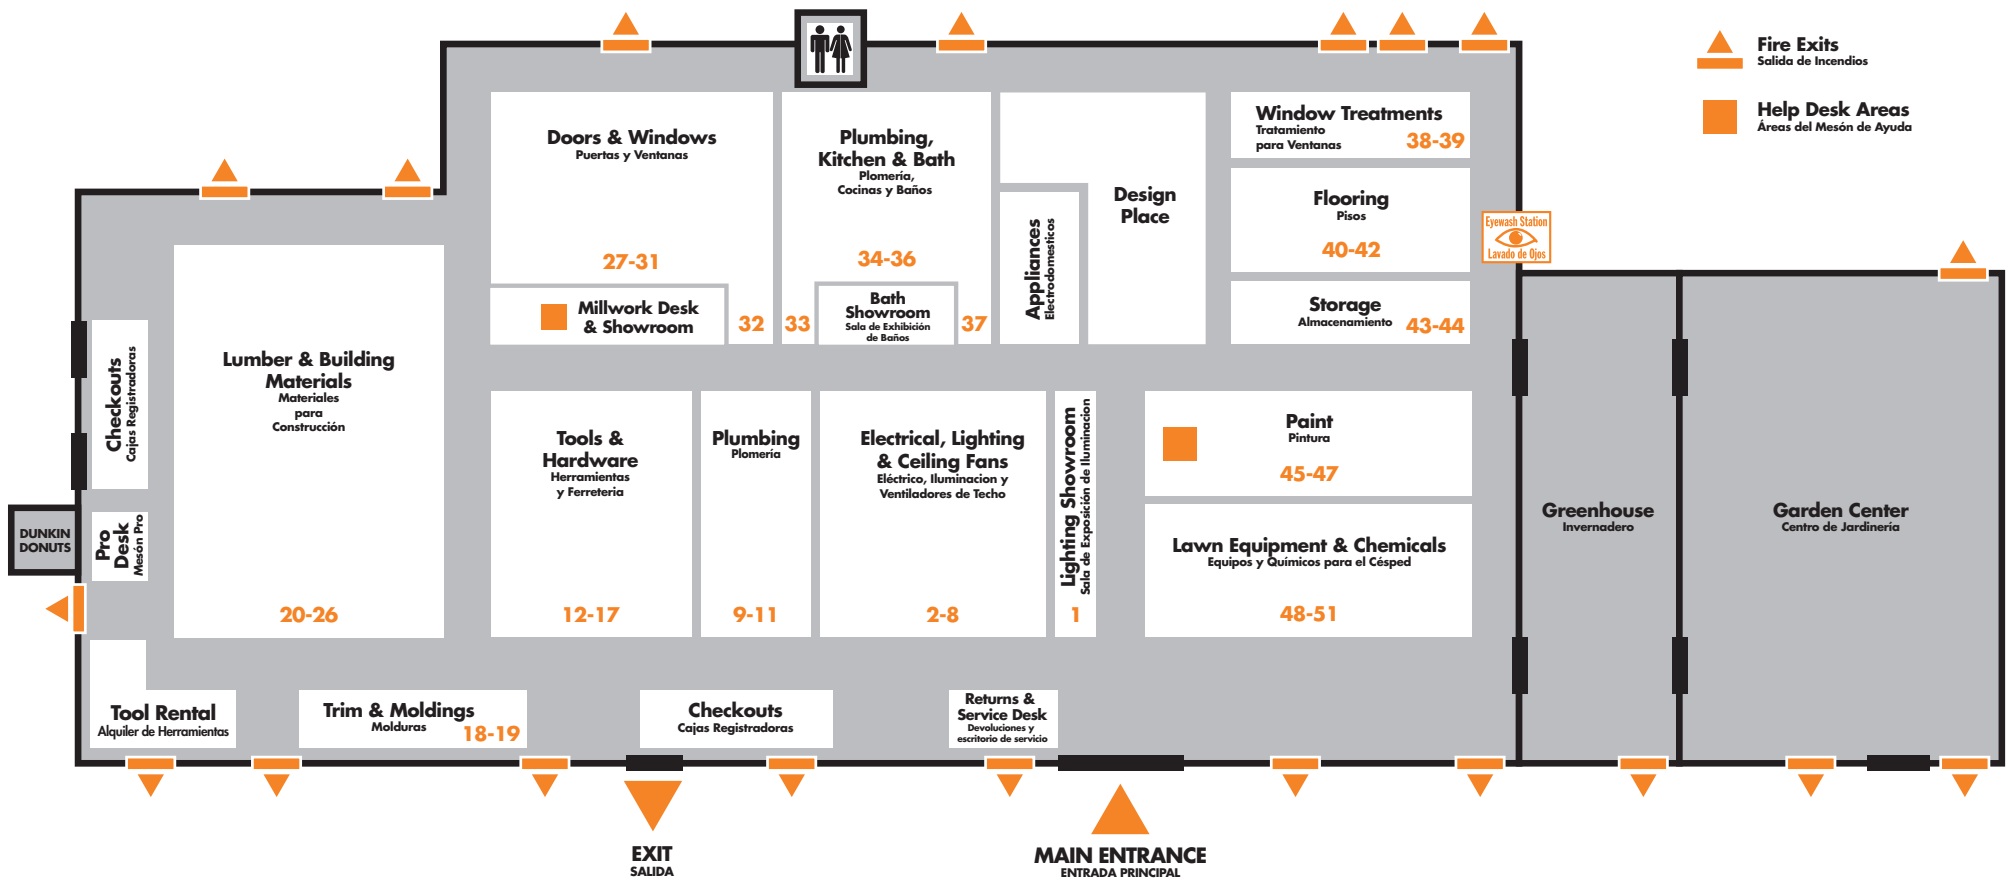 Fire Exits
Salida de Incendios
Help Desk Areas
Áreas del Mesón de Ayuda
Doors & Windows
Puertas y Ventanas
27-31
Millwork Desk
& Showroom
32
Plumbing,
Kitchen & Bath
Plomería,
Cocinas y Baños
34-36
33
Bath
Showroom
Sala de Exhibición
de Baños
37
Appliances
Electrodomesticos
Design
Place
Window Treatments
Tratamiento
para Ventanas
38-39
Flooring
Pisos
40-42
Storage
Almacenamiento
43-44
Eyewash Station
Lavado de Ojos
Checkouts
Cajas Registradoras
Lumber & Building
Materials
Materiales
para
Construcción
20-26
DUNKIN
DONUTS
Pro
Desk
Mesón Pro
Tools &
Hardware
Herramientas
y Ferreteria
12-17
Plumbing
Plomería
9-11
Electrical, Lighting
& Ceiling Fans
Eléctrico, Iluminacion y
Ventiladores de Techo
2-8
Lighting Showroom
Sala de Exposición de Iluminacion
1
Paint
Pintura
45-47
Lawn Equipment & Chemicals
Equipos y Químicos para el Césped
48-51
Greenhouse
Invernadero
Garden Center
Centro de Jardinería
Tool Rental
Alquiler de Herramientas
Trim & Moldings
Molduras
18-19
Checkouts
Cajas Registradoras
Returns &
Service Desk
Devoluciones y
escritorio de servicio
EXIT
SALIDA
MAIN ENTRANCE
ENTRADA PRINCIPAL